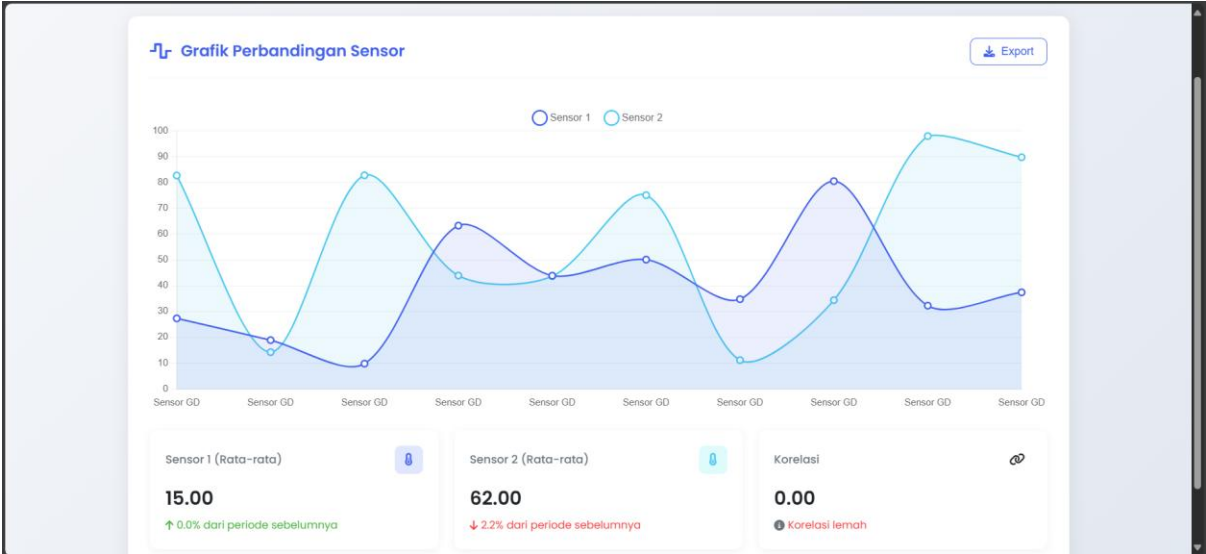 Grafik Perbandingan Sensor
Export
Sensor 1 Sensor 2
100
90
80
70
60
50
40
30
20
10
0
Sensor GD Sensor GD Sensor GD Sensor GD Sensor GD Sensor GD Sensor GD Sensor GD Sensor GD Sensor GD
Sensor 1 (Rata-rata)
15.00
↑ 0.0% dari periode sebelumnya
Sensor 2 (Rata-rata)
62.00
↓ 2.2% dari periode sebelumnya
Korelasi
0.00
Korelasi lemah